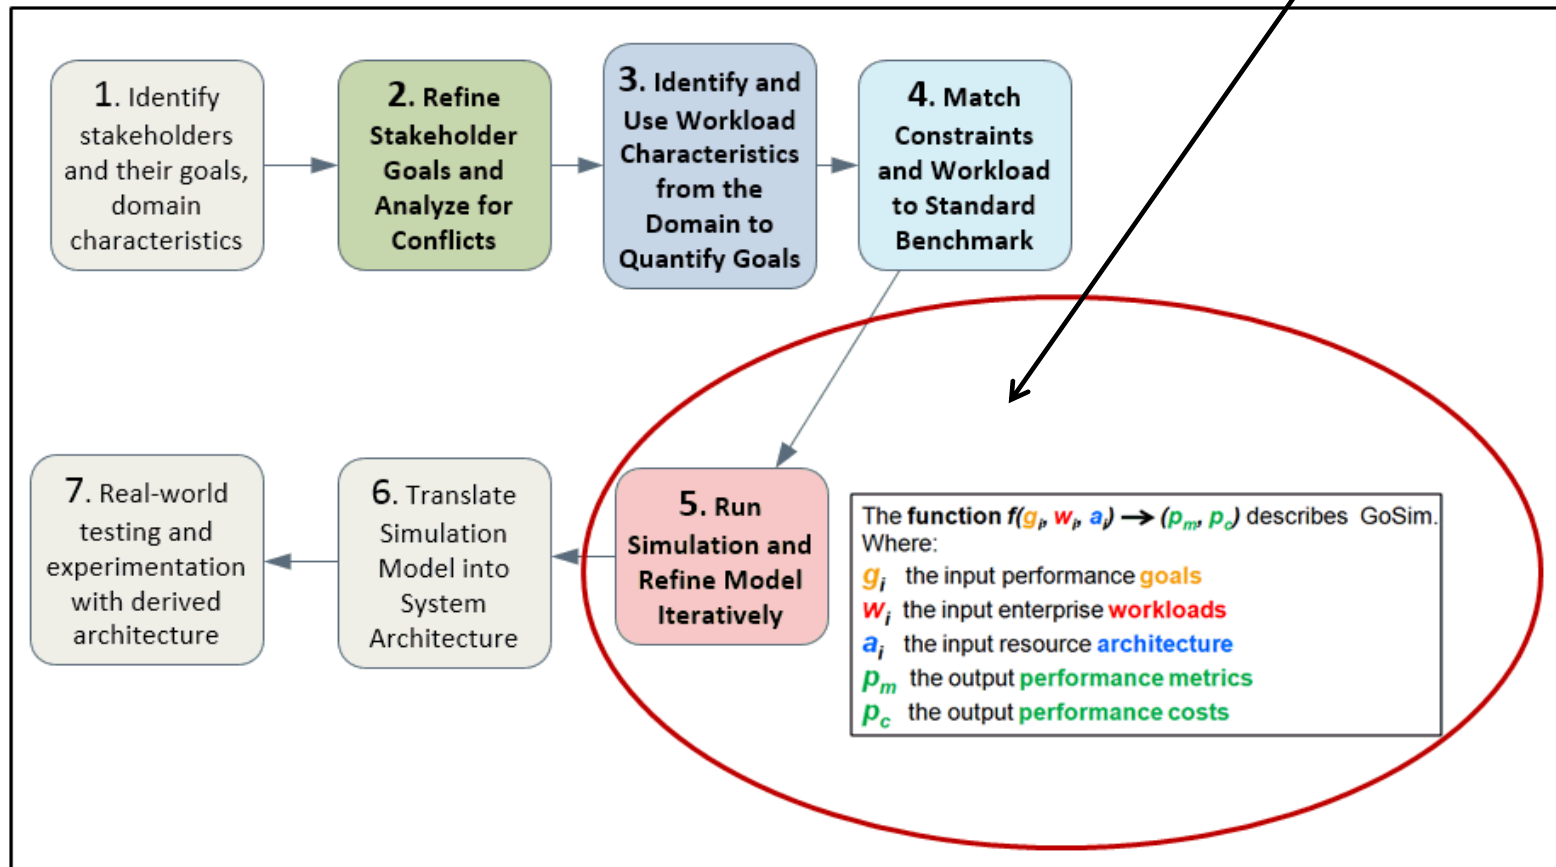 1. Identify
stakeholders
and their goals,
domain
characteristics
2. Refine
Stakeholder
Goals and
Analyze for
Conflicts
3. Identify and
Use Workload
Characteristics
from the
Domain to
Quantify Goals
4. Match
Constraints
and Workload
to Standard
Benchmark
5. Run
Simulation and
Refine Model
Iteratively
6. Translate
Simulation
Model into
System
Architecture
7. Real-world
testing and
experimentation
with derived
architecture
The function f(gᵢ, wᵢ, aᵢ) → (pₘ, p꜀) describes GoSim.
Where:
gᵢ the input performance goals
wᵢ the input enterprise workloads
aᵢ the input resource architecture
pₘ the output performance metrics
p꜀ the output performance costs